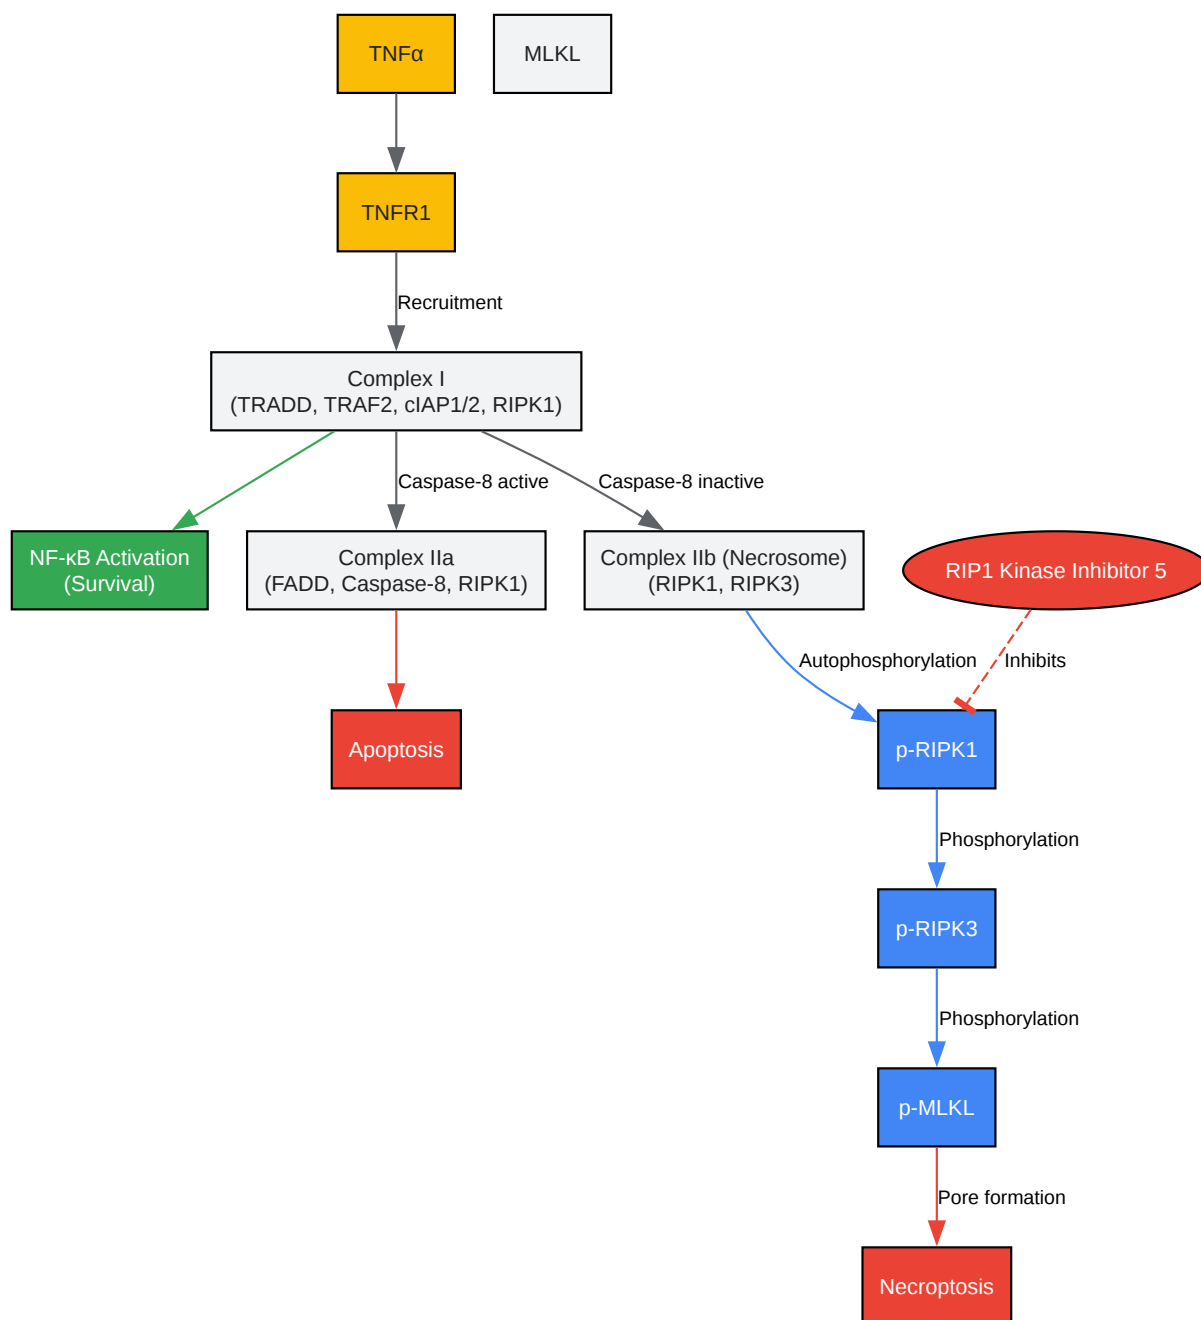 TNFα
MLKL
TNFR1
Recruitment
Complex I
(TRADD, TRAF2, cIAP1/2, RIPK1)
Caspase-8 active
Caspase-8 inactive
NF-κB Activation
(Survival)
Complex IIa
(FADD, Caspase-8, RIPK1)
Complex IIb (Necrosome)
(RIPK1, RIPK3)
RIP1 Kinase Inhibitor 5
Autophosphorylation
Inhibits
Apoptosis
p-RIPK1
Phosphorylation
p-RIPK3
Phosphorylation
p-MLKL
Pore formation
Necroptosis